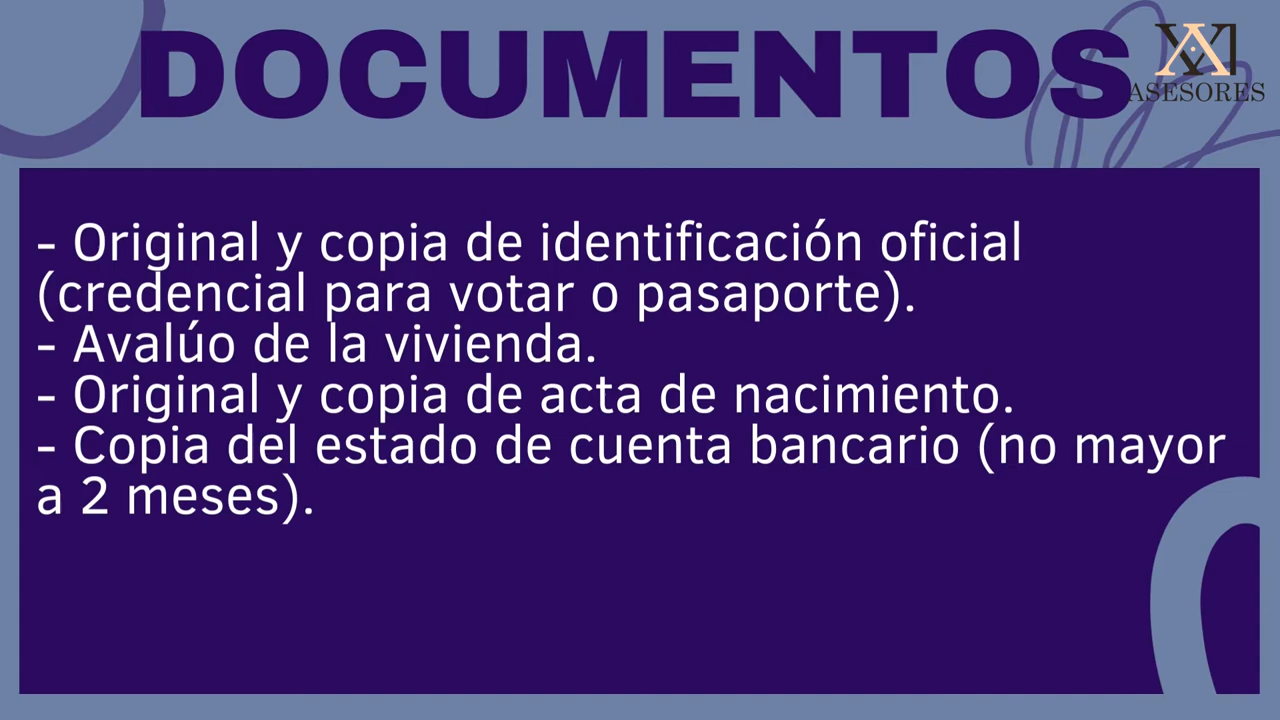 DOCUMENTOS
ASESORES
- Original y copia de identificación oficial
(credencial para votar o pasaporte).
- Avalúo de la vivienda.
- Original y copia de acta de nacimiento.
- Copia del estado de cuenta bancario (no mayor
a 2 meses).